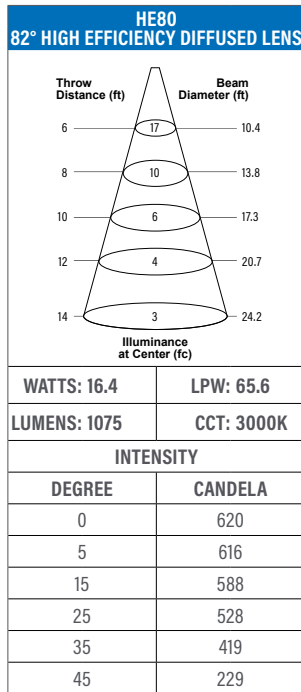 HE80
82° HIGH EFFICIENCY DIFFUSED LENS
Throw Beam
Distance (ft) Diameter (ft)
6 17 10.4
8 10 13.8
10 6 17.3
12 4 20.7
14 3 24.2
Illuminance
at Center (fc)
WATTS: 16.4 LPW: 65.6
LUMENS: 1075 CCT: 3000K
INTENSITY
DEGREE CANDELA
0 620
5 616
15 588
25 528
35 419
45 229